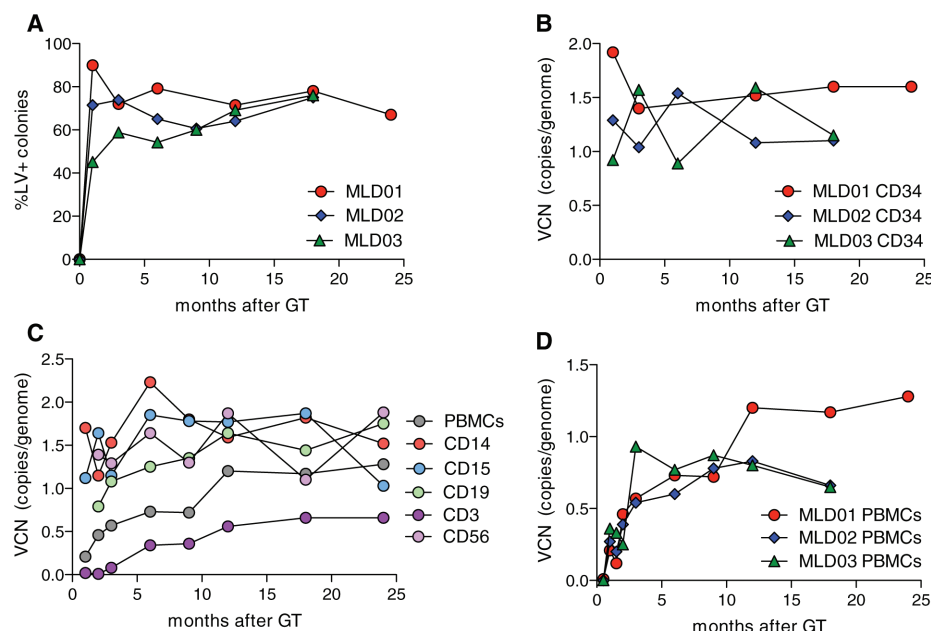 A
100
80
60
40
20
0
%LV+ colonies
MLD01
MLD02
MLD03
0 5 10 15 20 25
months after GT
B
2.0
1.5
1.0
0.5
0.0
VCN (copies/genome)
MLD01 CD34
MLD02 CD34
MLD03 CD34
0 5 10 15 20 25
months after GT
C
2.5
2.0
1.5
1.0
0.5
0.0
VCN (copies/genome)
PBMCs
CD14
CD15
CD19
CD3
CD56
0 5 10 15 20 25
months after GT
D
1.5
1.0
0.5
0.0
VCN (copies/genome)
MLD01 PBMCs
MLD02 PBMCs
MLD03 PBMCs
0 5 10 15 20 25
months after GT